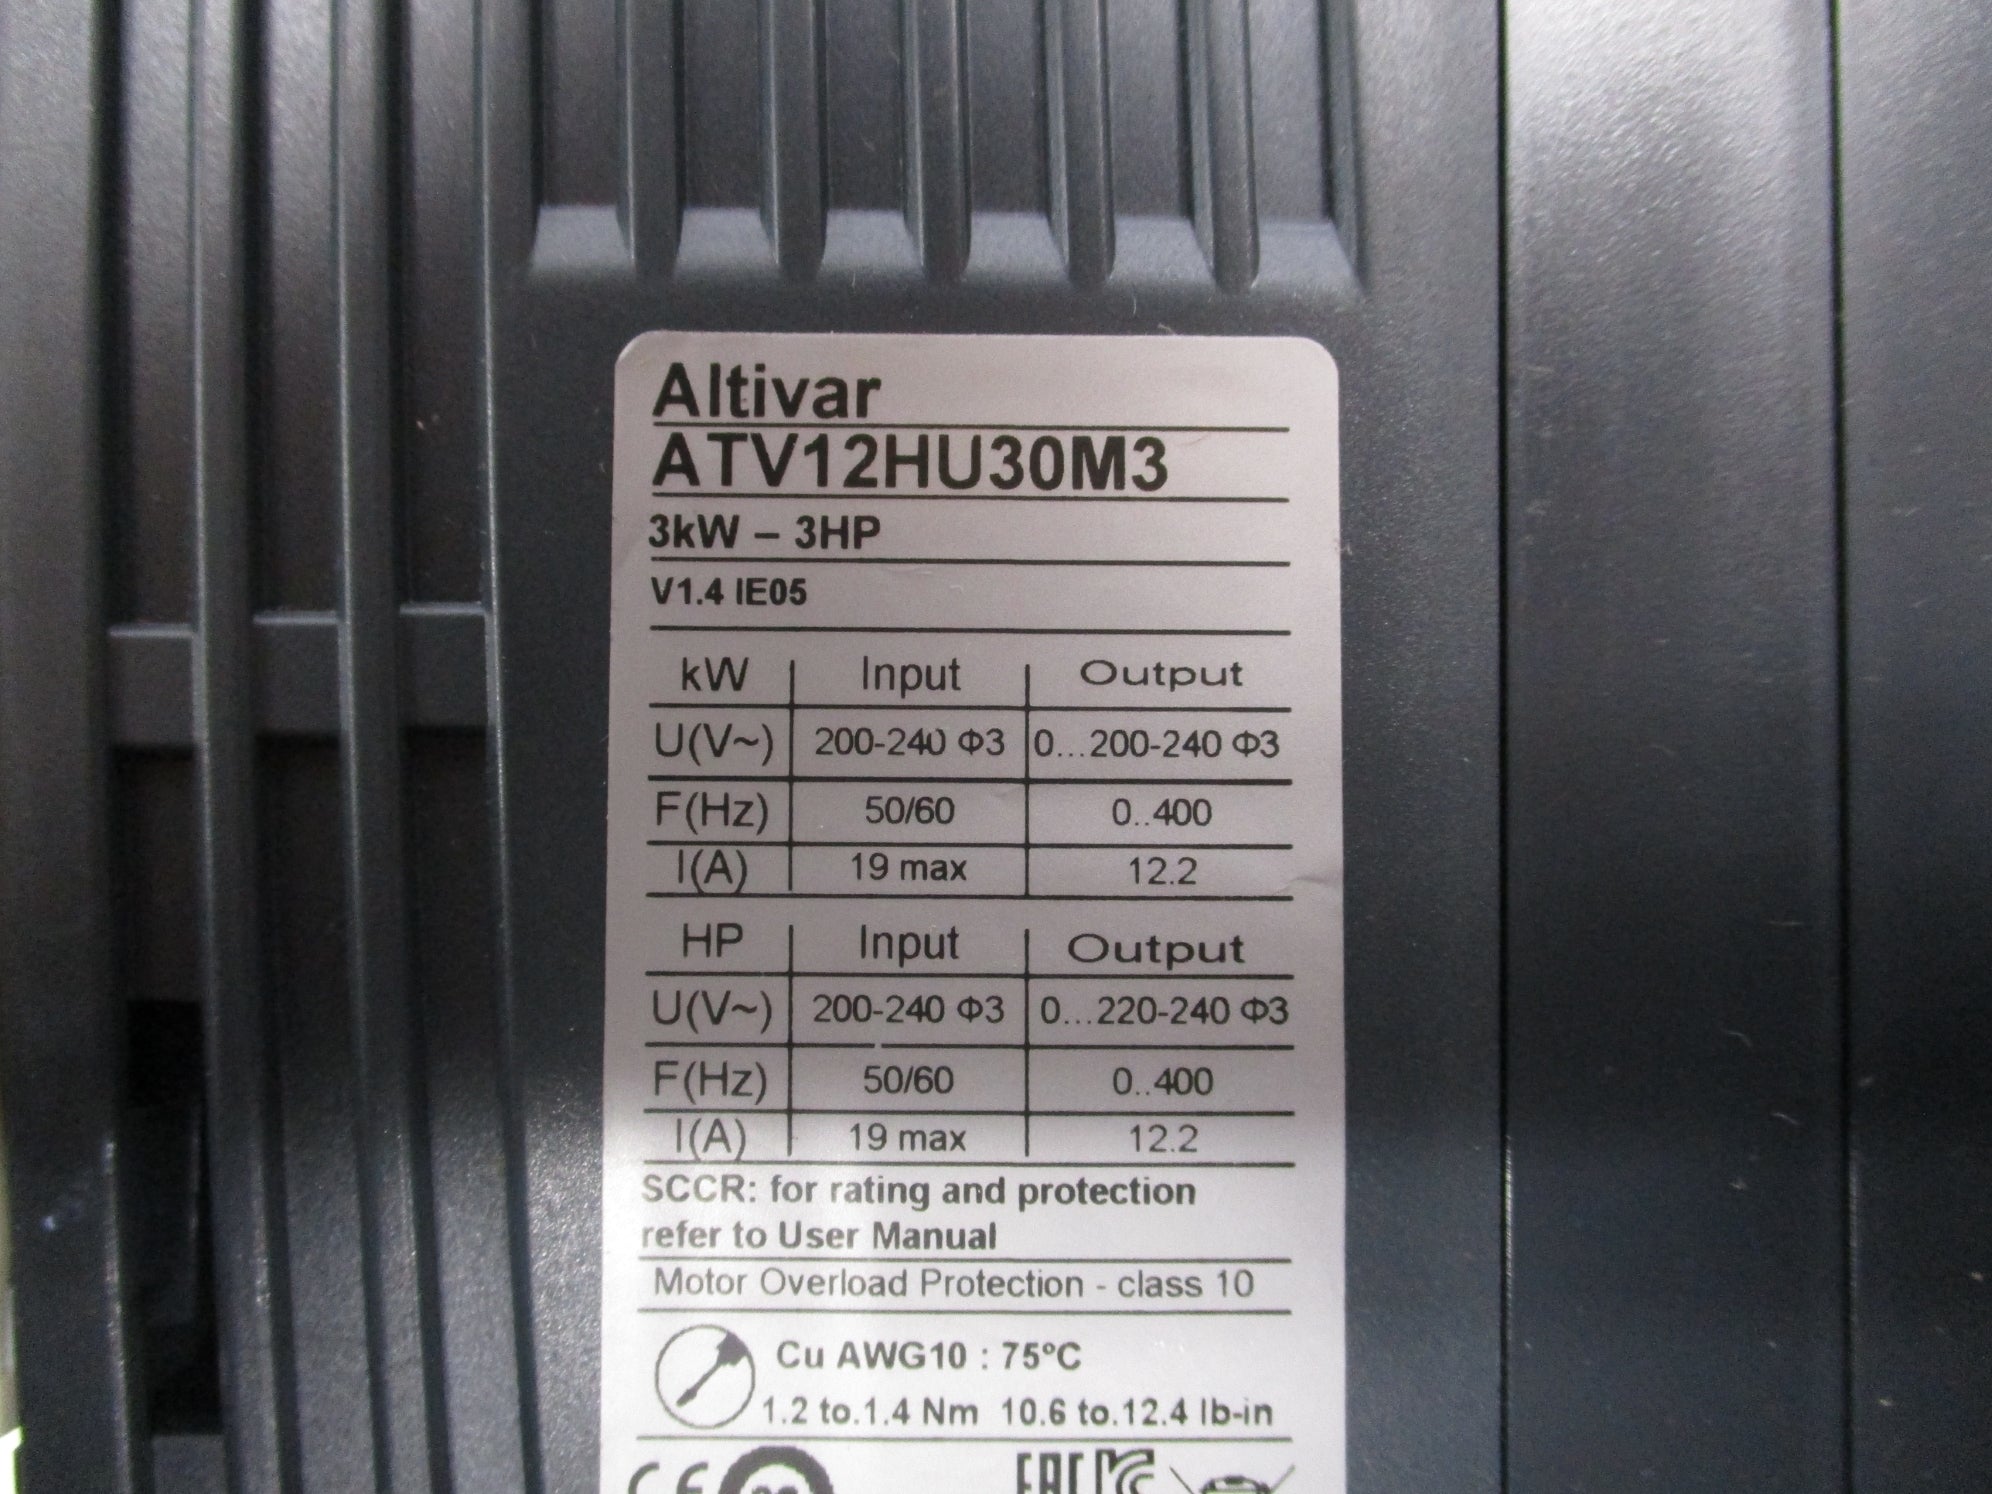 Altivar
ATV12HU30M3
3kW – 3HP
V1.4 IE05
kW Input Output
U(V~) 200-240 Φ3 0...200-240 Φ3
F(Hz) 50/60 0..400
I(A) 19 max 12.2
HP Input Output
U(V~) 200-240 Φ3 0...220-240 Φ3
F(Hz) 50/60 0..400
I(A) 19 max 12.2
SCCR: for rating and protection
refer to User Manual
Motor Overload Protection - class 10
Cu AWG10 : 75°C
1.2 to.1.4 Nm 10.6 to.12.4 lb-in
CE EAC